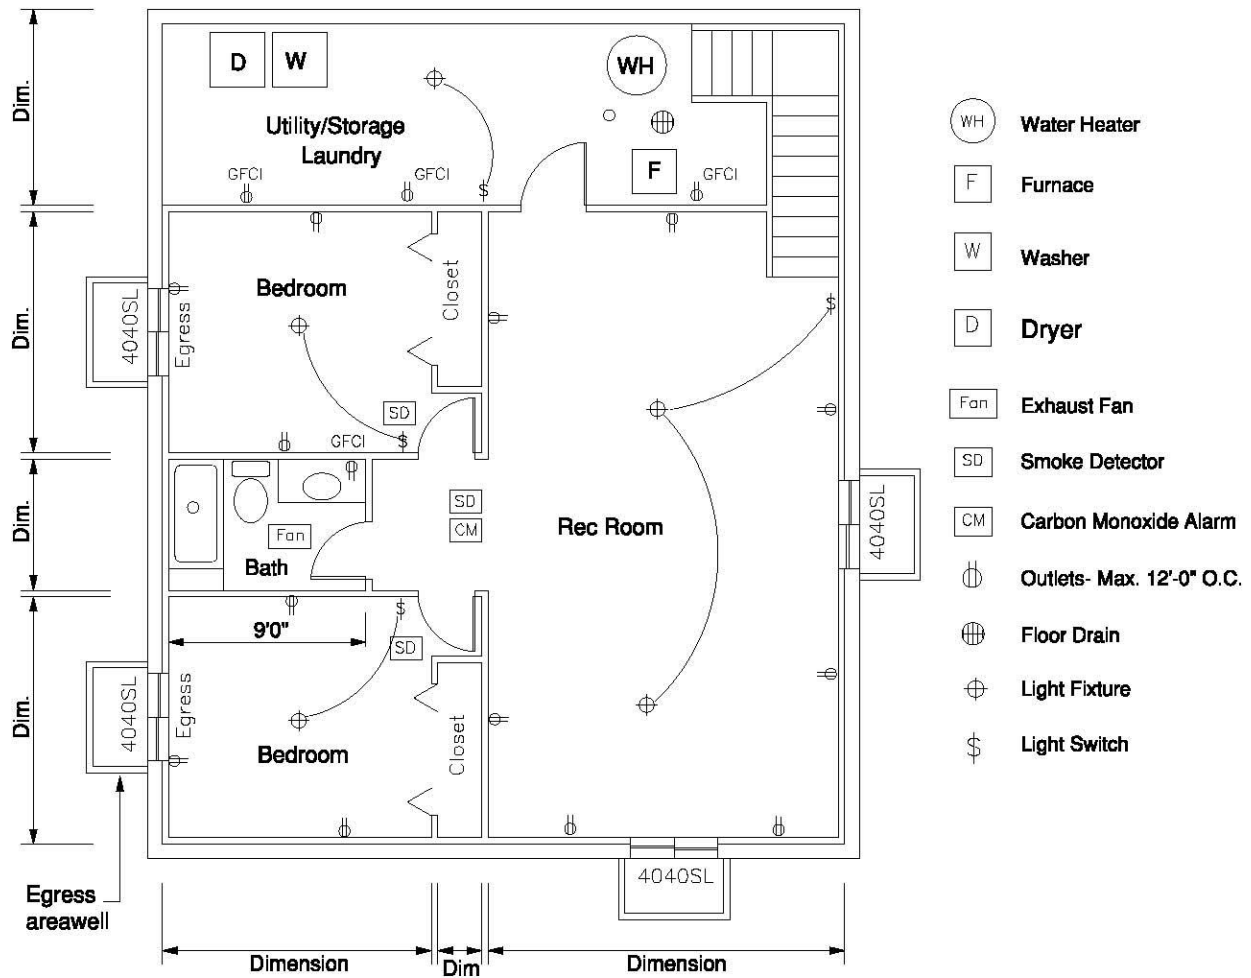 D
W
WH
Dim.
Utility/Storage
Laundry
GFCI
GFCI
F
GFCI
S
Dim.
Bedroom
Closet
4040SL
Egress
S
SD
GFCI
S
Dim.
Fan
Bath
SD
CM
Rec Room
4040SL
9'0"
S
SD
Dim.
4040SL
Egress
Bedroom
Closet
4040SL
Egress
areawell
Dimension
Dim
Dimension
WH Water Heater
F Furnace
W Washer
D Dryer
Fan Exhaust Fan
SD Smoke Detector
CM Carbon Monoxide Alarm
Outlets- Max. 12'-0" O.C.
Floor Drain
Light Fixture
$ Light Switch